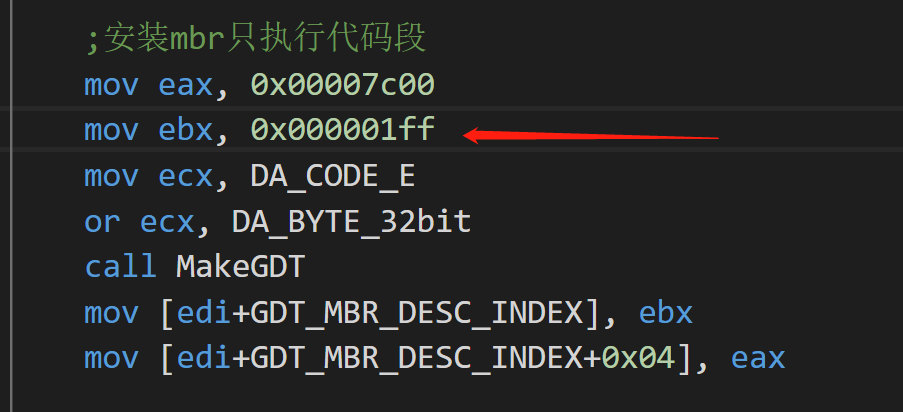 ;安装mbr只执行代码段
mov eax, 0x00007c00
mov ebx, 0x000001ff
mov ecx, DA_CODE_E
or ecx, DA_BYTE_32bit
call MakeGDT
mov [edi+GDT_MBR_DESC_INDEX], ebx
mov [edi+GDT_MBR_DESC_INDEX+0x04], eax